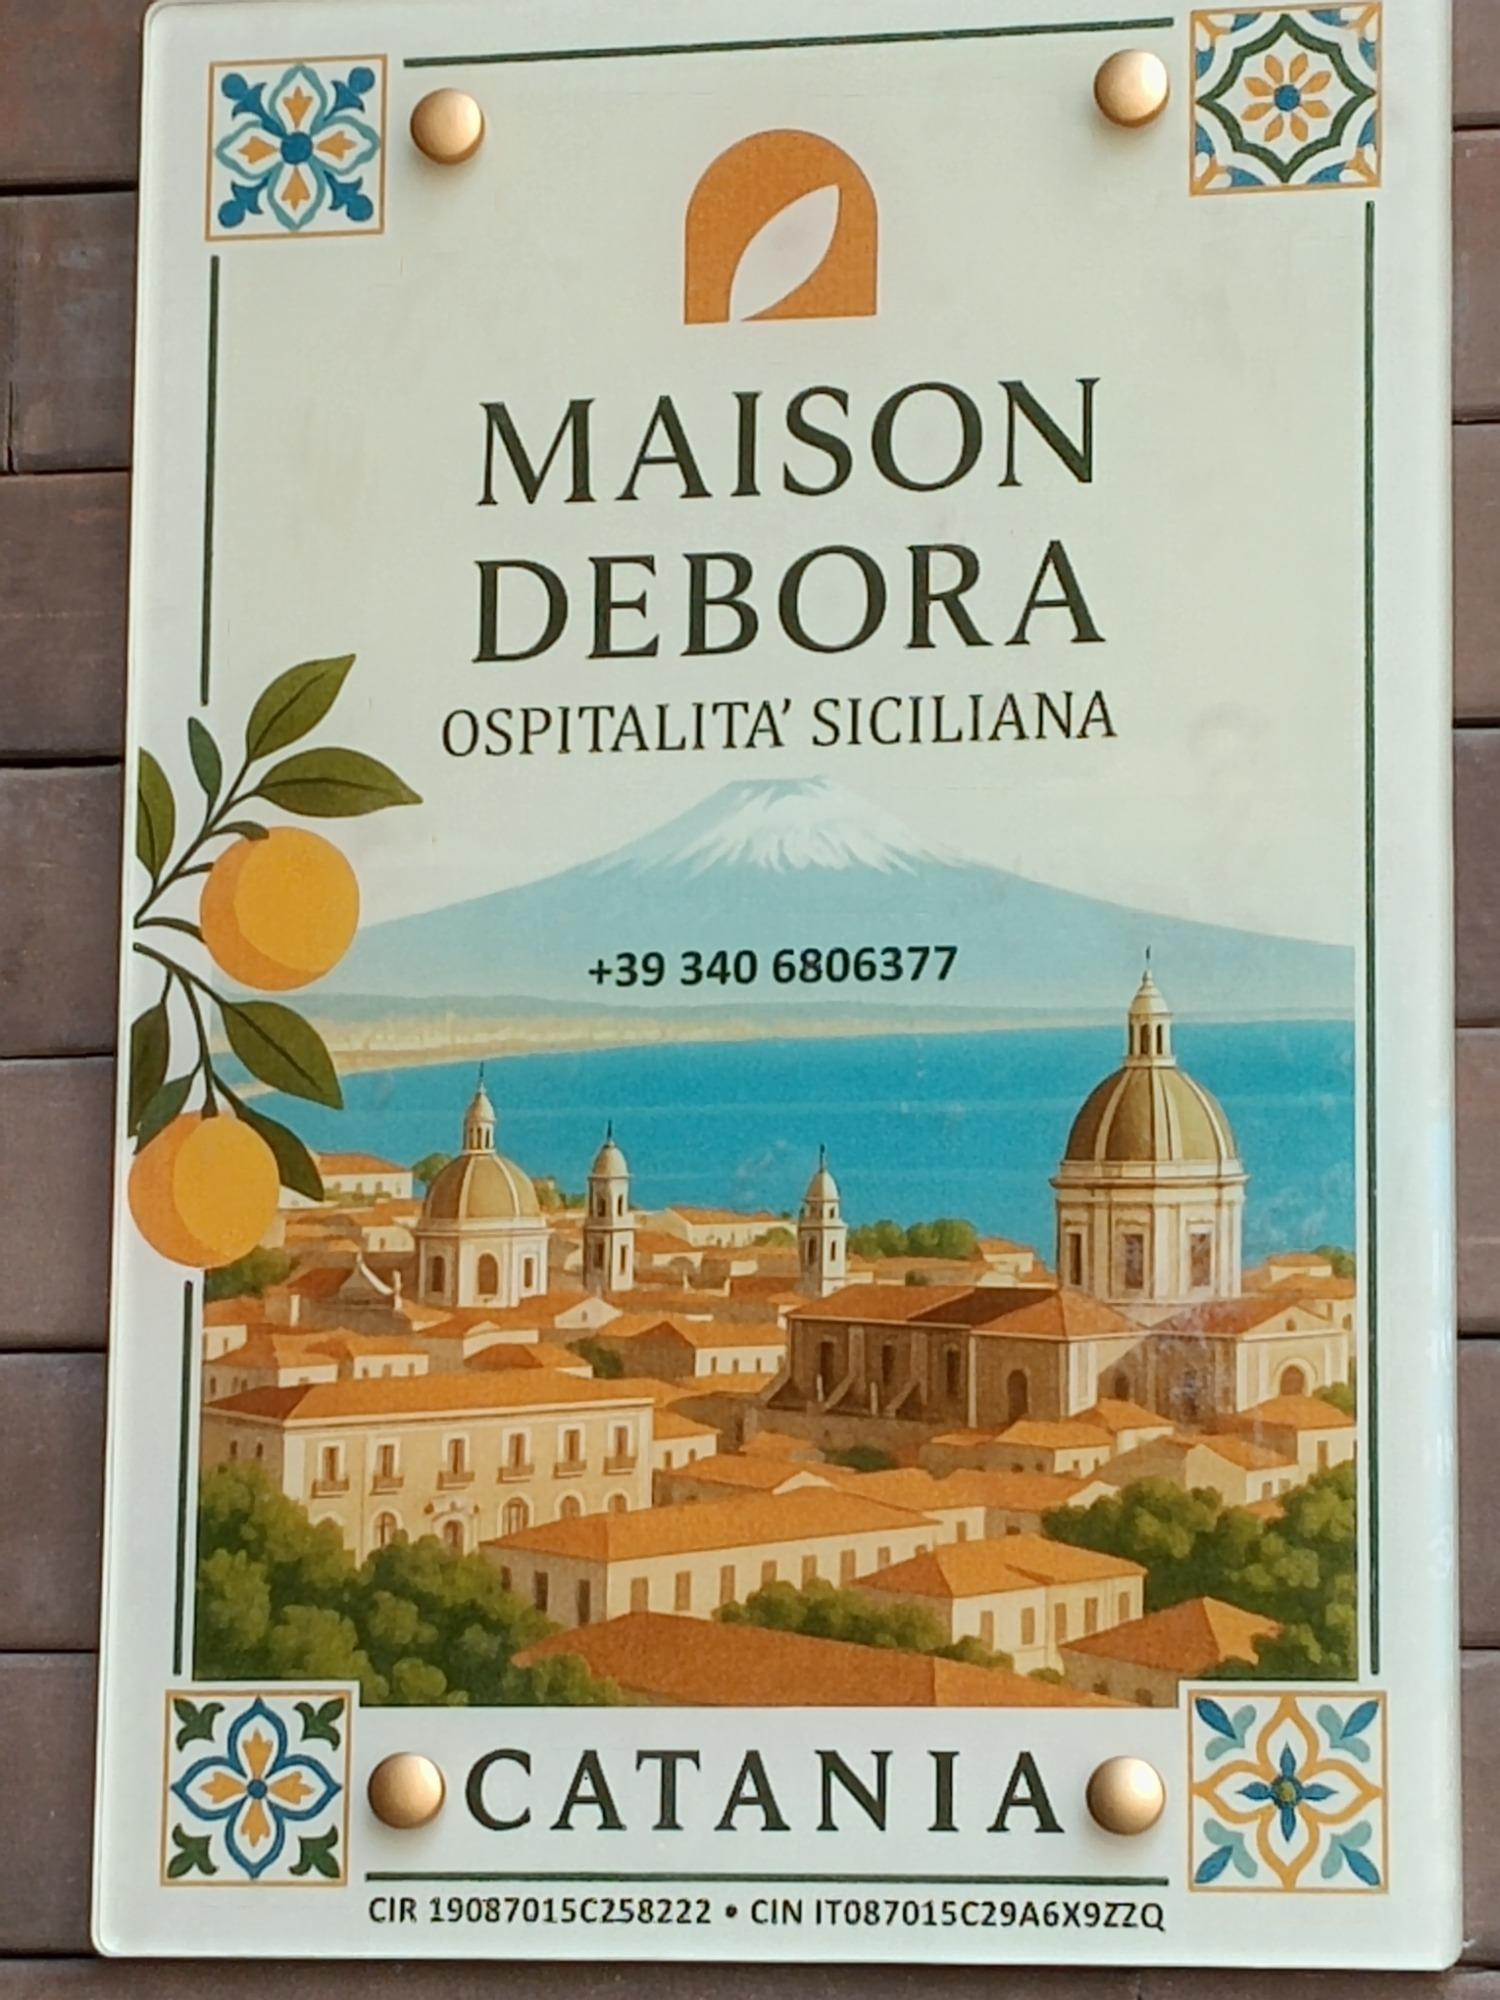 MAISON
DEBORA
OSPITALITA' SICILIANA
+39 340 6806377
CATANIA
CIR 19087015C258222 • CIN IT087015C29A6X9ZZQ